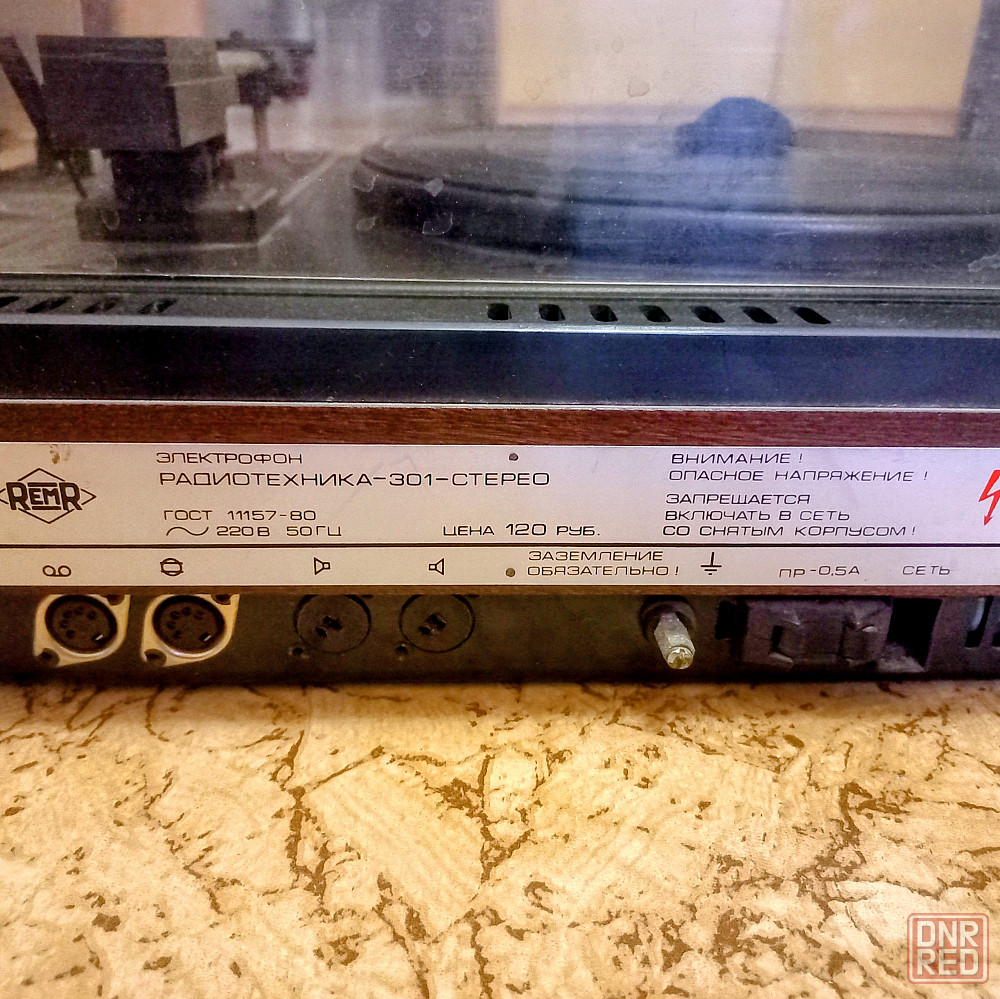 REMR
ЭЛЕКТРОФОН
РАДИОТЕХНИКА-301-СТЕРЕО
ГОСТ 11157-80
220В 50ГЦ
ЦЕНА 120 РУБ.
ВНИМАНИЕ!
ОПАСНОЕ НАПРЯЖЕНИЕ!
ЗАПРЕЩАЕТСЯ
ВКЛЮЧАТЬ В СЕТЬ
СО СНЯТЫМ КОРПУСОМ!
ЗАЗЕМЛЕНИЕ
ОБЯЗАТЕЛЬНО!
ПР-0,5А
СЕТЬ
DNR
RED